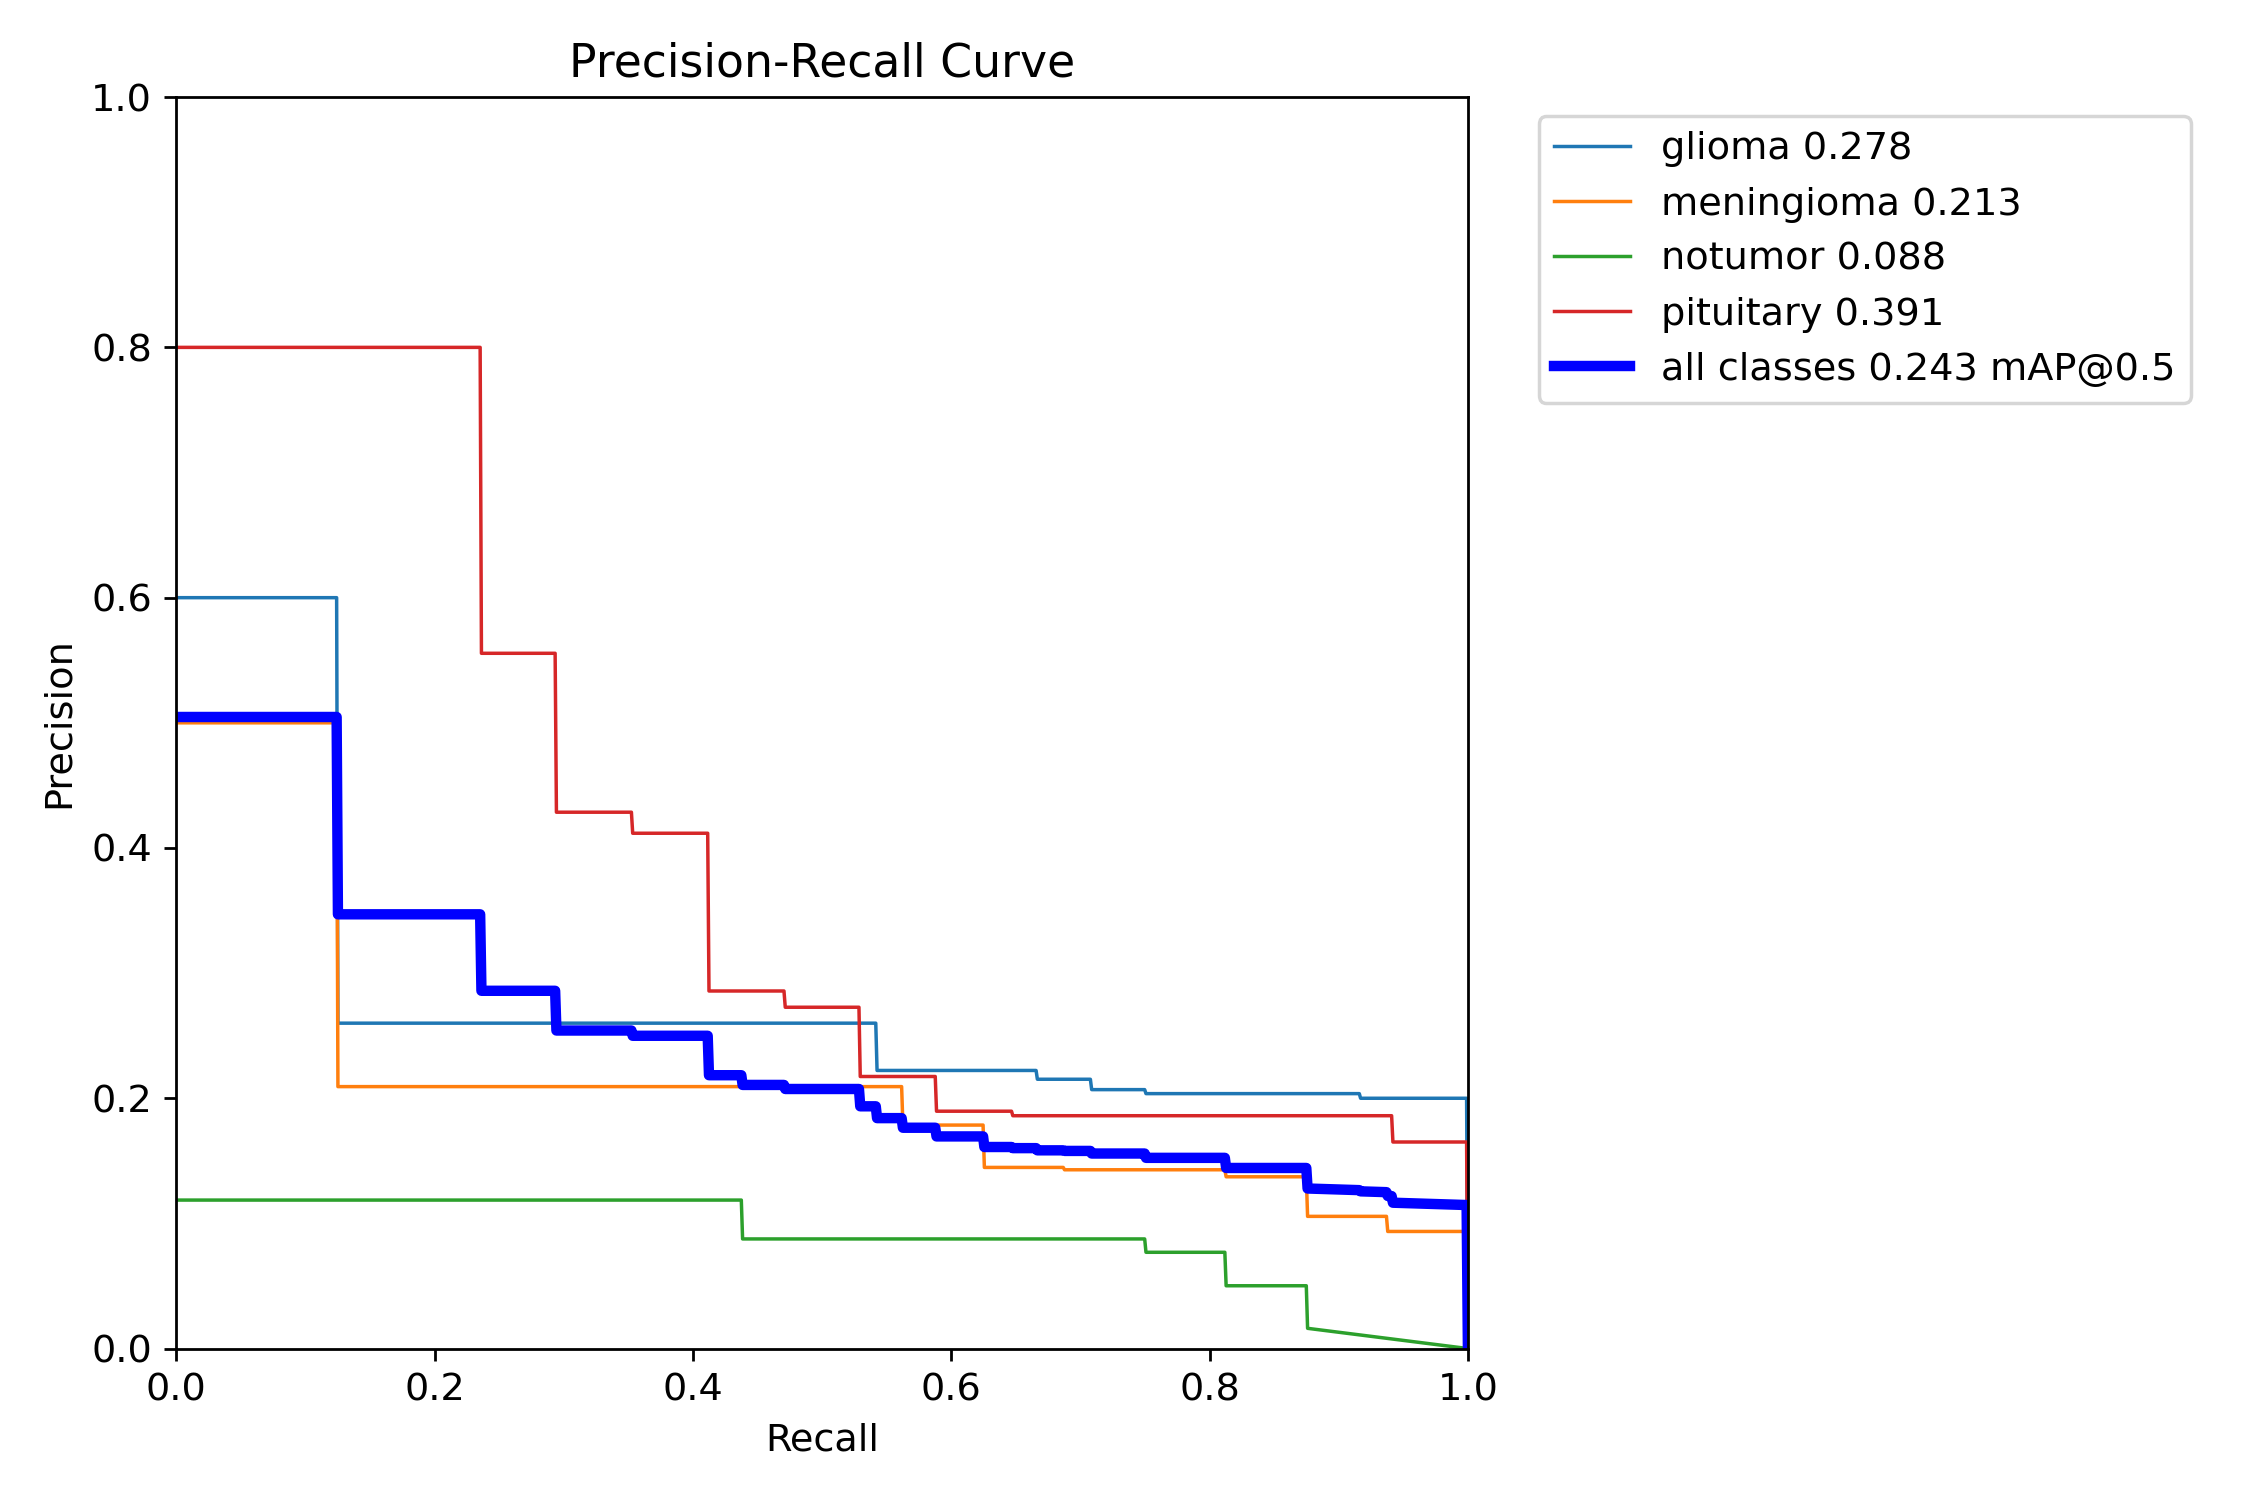 Precision-Recall Curve
1.0
0.8
0.6
0.4
0.2
0.0
Precision
0.0 0.2 0.4 0.6 0.8 1.0
Recall
glioma 0.278
meningioma 0.213
notumor 0.088
pituitary 0.391
all classes 0.243 mAP@0.5